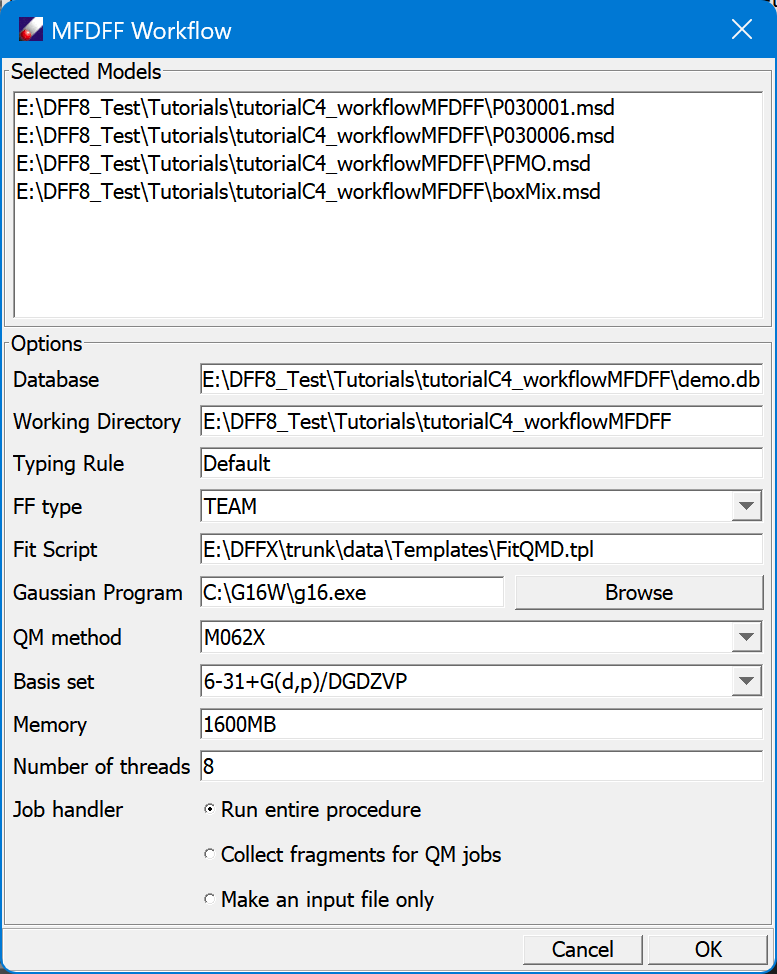 MFDFF Workflow
Selected Models
E:\DFF8_Test\Tutorials\tutorialC4_workflowMFDFF\P030001.msd
E:\DFF8_Test\Tutorials\tutorialC4_workflowMFDFF\P030006.msd
E:\DFF8_Test\Tutorials\tutorialC4_workflowMFDFF\PFMO.msd
E:\DFF8_Test\Tutorials\tutorialC4_workflowMFDFF\boxMix.msd
Options
Database E:\DFF8_Test\Tutorials\tutorialC4_workflowMFDFF\demo.db
Working Directory E:\DFF8_Test\Tutorials\tutorialC4_workflowMFDFF
Typing Rule Default
FF type TEAM
Fit Script E:\DFFX\trunk\data\Templates\FitQMD.tpl
Gaussian Program C:\G16W\g16.exe Browse
QM method M062X
Basis set 6-31+G(d,p)/DGDZVP
Memory 1600MB
Number of threads 8
Job handler Run entire procedure
Collect fragments for QM jobs
Make an input file only
Cancel OK